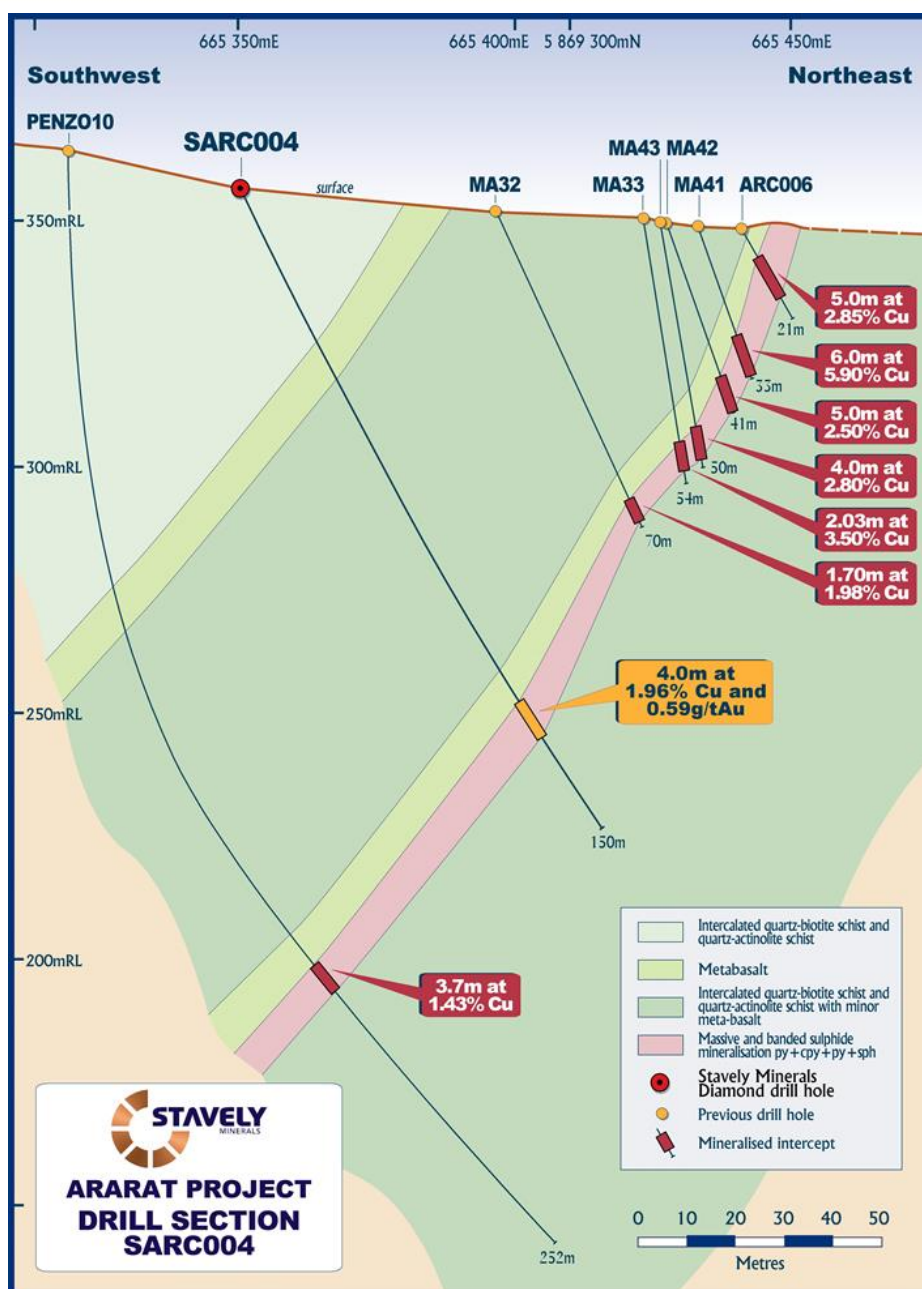 665 350mE
665 400mE
5 869 300mN
665 450mE
Southwest
Northeast
PENZO10
SARC004
surface
MA32
MA43
MA42
MA33
MA41
ARC006
350mRL
300mRL
250mRL
200mRL
5.0m at
2.85% Cu
21m
6.0m at
5.90% Cu
33m
5.0m at
2.50% Cu
41m
4.0m at
2.80% Cu
50m
2.03m at
3.50% Cu
54m
1.70m at
1.98% Cu
70m
4.0m at
1.96% Cu and
0.59g/tAu
150m
3.7m at
1.43% Cu
252m
Intercalated quartz-biotite schist and
quartz-actinolite schist
Metabasalt
Intercalated quartz-biotite schist and
quartz-actinolite schist with minor
meta-basalt
Massive and banded sulphide
mineralisation py+cpy+py+sph
Stavely Minerals
Diamond drill hole
Previous drill hole
Mineralised intercept
0 10 20 30 40 50
Metres
STAVELY
MINERALS
ARARAT PROJECT
DRILL SECTION
SARC004